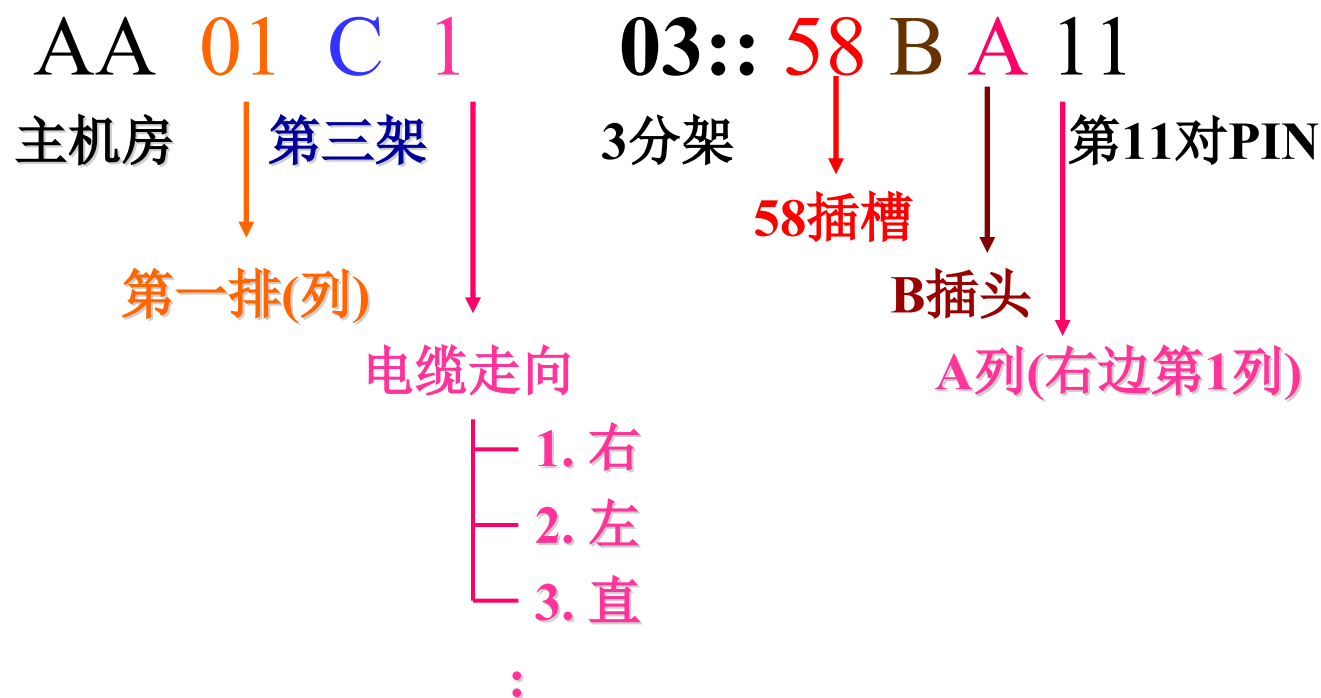 AA 01 C 1 03:: 58 B A 11
主机房 第三架 3分架 第11对PIN
58插槽
第一排(列) B插头
电缆走向 A列(右边第1列)
1. 右
2. 左
3. 直
: